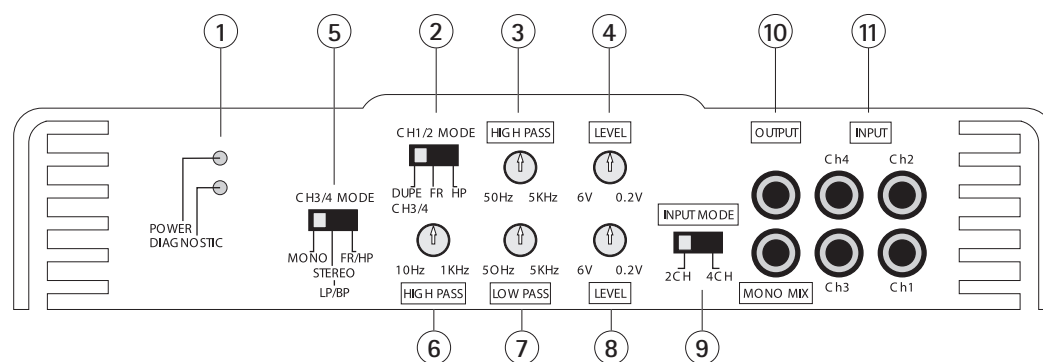 1
5
2
3
4
10
11
CH1/2 MODE
HIGH PASS
LEVEL
OUTPUT
INPUT
Ch4
Ch2
DUPE FR HP
CH3/4
50Hz 5KHz
6V 0.2V
CH3/4 MODE
INPUT MODE
POWER
DIAGNOSTIC
MONO FR/HP
STEREO
LP/BP
10Hz 1KHz
50Hz 5KHz
6V 0.2V
2CH 4CH
HIGH PASS
LOW PASS
LEVEL
MONO MIX
Ch3
Ch1
6
7
8
9